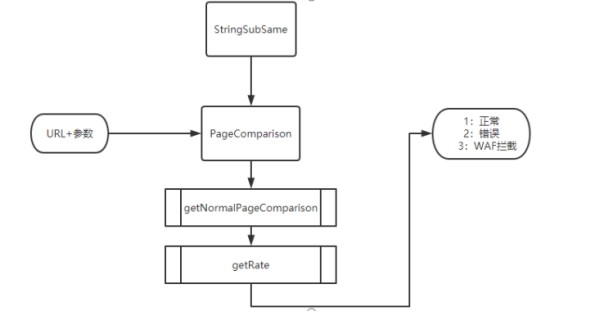 StringSubSame
URL+参数
PageComparison
1：正常
2：错误
3：WAF拦截
getNormalPageComparison
getRate